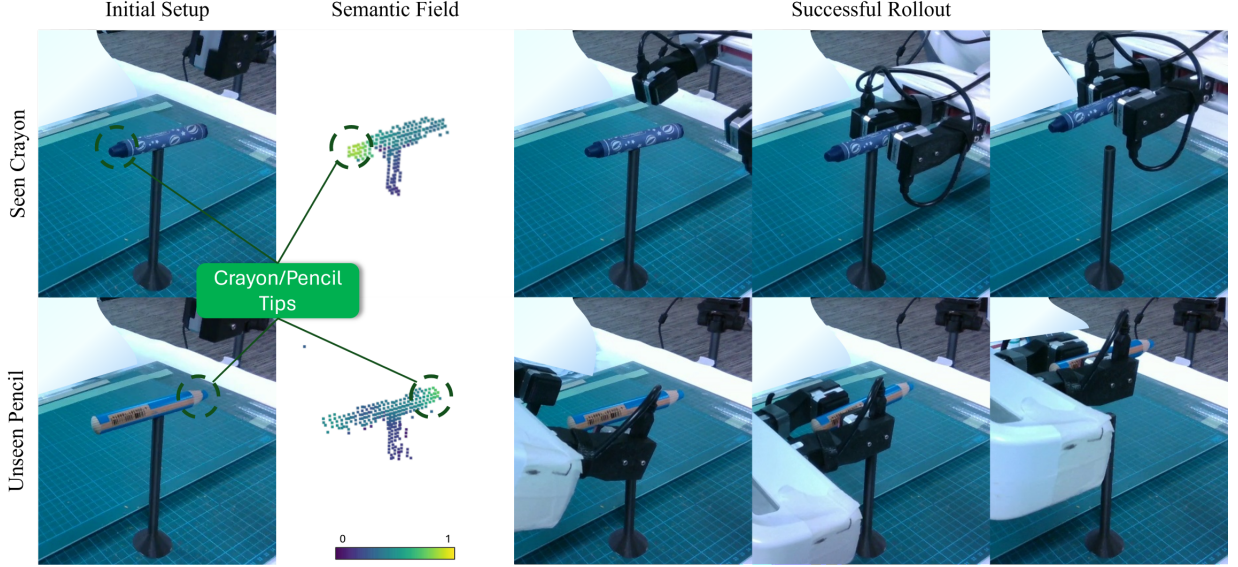 Initial Setup
Semantic Field
Successful Rollout
Seen Crayon
Crayon/Pencil
Tips
Unseen Pencil
0
1